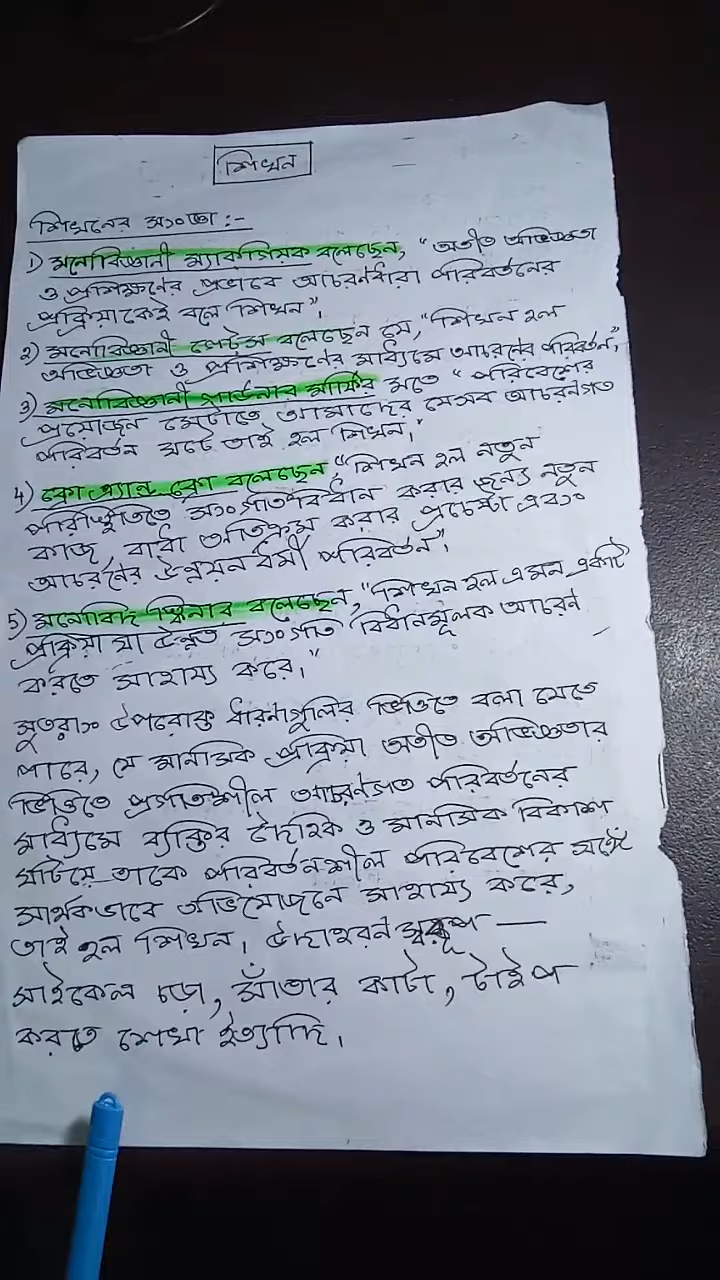 শিখন
শিখনের সংজ্ঞা :-
1) মনোবিজ্ঞানী ম্যাকগিয়ক বলেছেন, “অতীত অভিজ্ঞতা
ও প্রশিক্ষণের প্রভাবে আচরণধারা পরিবর্তনের
প্রক্রিয়াকেই বলে শিখন”।
2) মনোবিজ্ঞানী গেটস বলেছেন যে, “শিখন হল
অভিজ্ঞতা ও প্রশিক্ষণের মাধ্যমে আচরণের পরিবর্তন”,
3) মনোবিজ্ঞানী গার্ডনার মার্ফির মতে “পরিবেশের
প্রয়োজন মেটাতে আমাদের যেসব আচরণগত
পরিবর্তন ঘটে তাই হল শিখন”।
4) ক্রো এ্যান্ড ক্রো বলেছেন “শিখন হল নতুন
পরিস্থিতিতে সংগতিবিধান করার জন্যে নতুন
কাজ, বাধা অতিক্রম করার প্রচেষ্টা এবং
আচরণের উন্নয়ন ধর্মী পরিবর্তন”।
5) মনোবিদ স্কিনার বলেছেন, “শিখন হল এমন একটি
প্রক্রিয়া যা উন্নত সংগতি বিধানমূলক আচরণ
করতে সাহায্য করে।”
সুতরাং উপরোক্ত ধারনাগুলির ভিত্তিতে বলা যেতে
পারে, যে মানসিক প্রক্রিয়া অতীত অভিজ্ঞতার
ভিত্তিতে প্রগতিশীল আচরণগত পরিবর্তনের
মাধ্যমে ব্যক্তির দৈহিক ও মানসিক বিকাশ
ঘটিয়ে তাকে পরিবর্তনশীল পরিবেশের সঙ্গে
সার্থকভাবে অভিযোজনে সাহায্য করে,
তাই হল শিখন। উদাহরণ স্বরূপ —
সাইকেল চড়া, সাঁতার কাটা, টাইপ
করতে শেখা ইত্যাদি।